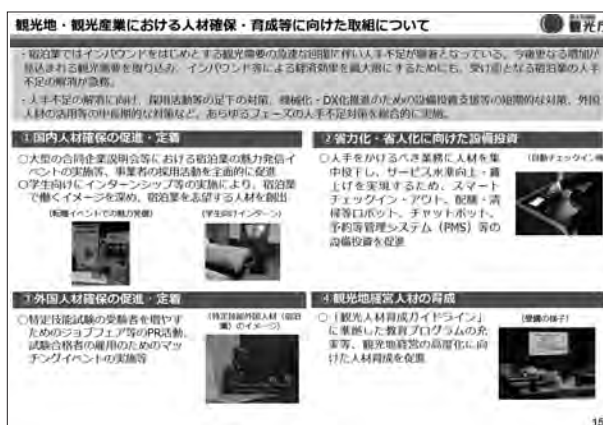 観光地・観光産業における人材確保・育成等に向けた取組について
観光庁
・宿泊業ではインバウンドをはじめとする観光需要の急速な回復に伴い人手不足が顕著となっている。今後更なる増加が
見込まれる観光需要を取り込み、インバウンド等による経済効果を最大限にするためにも、受け皿となる宿泊業の人手
不足の解消が急務。
・人手不足の解消に向け、採用活動等の足下の対策、機械化・DX化推進のための設備投資支援等の短期的な対策、外国
人材の活用等の中長期的な対策など、あらゆるフェーズの人手不足対策を総合的に実施。
①国内人材確保の促進・定着
○大型の合同企業説明会等における宿泊業の魅力発信イ
ベントの実施等、事業者の採用活動を全面的に促進
○学生向けにインターンシップ等の実施により、宿泊業
で働くイメージを深め、宿泊業を志望する人材を創出
(転職イベントでの魅力発信)
(学生向けインターン)
②省力化・省人化に向けた設備投資
○人手をかけるべき業務に人材を集
中投下し、サービス水準向上・賃
上げを実現するため、スマート
チェックイン・アウト、配膳・清
掃等ロボット、チャットボット、
予約等管理システム（PMS）等の
設備投資を促進
(自動チェックイン機
③外国人材確保の促進・定着
○特定技能試験の受験者を増やす
ためのジョブフェア等のPR活動、
試験合格者の雇用のためのマッ
チングイベントの実施等
(特定技能外国人材（宿泊
業）のイメージ)
④観光地経営人材の育成
○「観光人材育成ガイドライン」
に準拠した教育プログラムの充
実等、観光地経営の高度化に向
けた人材育成を促進
(受講の様子)
15